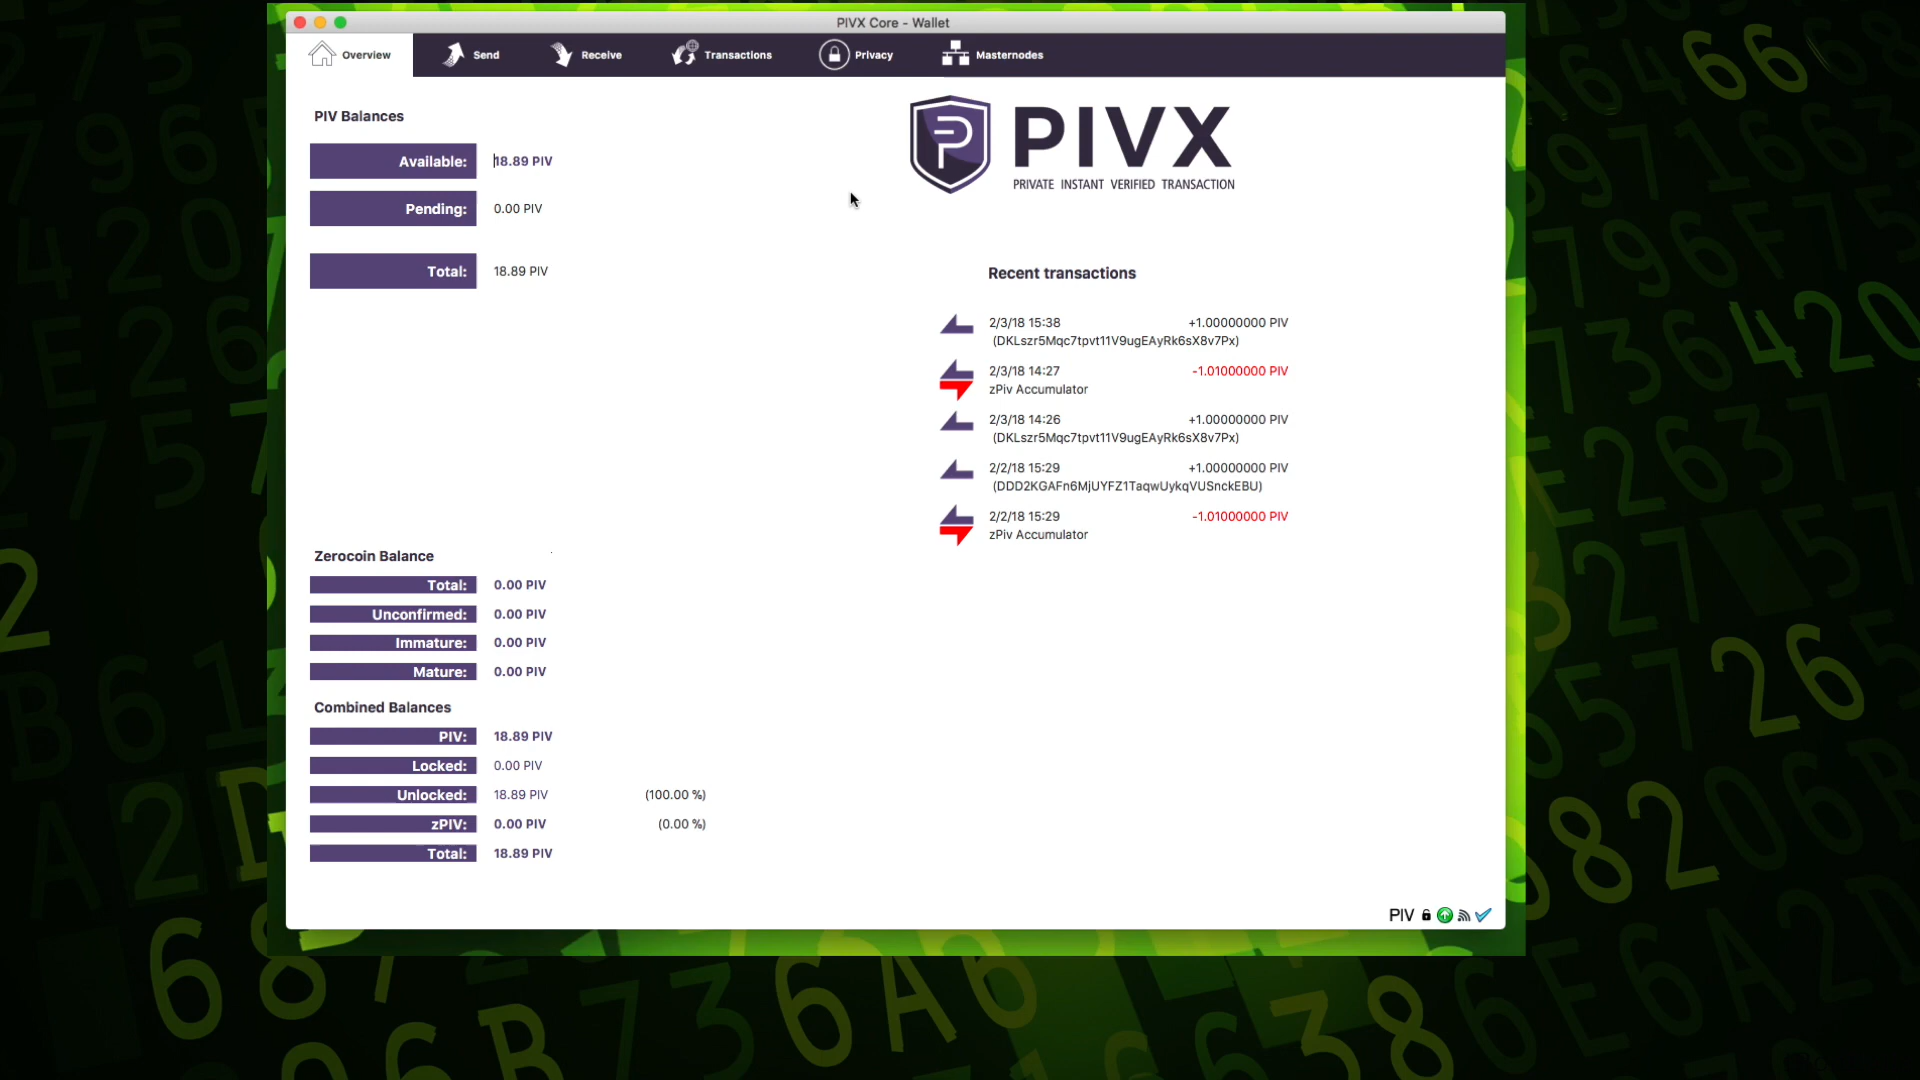 PIVX Core - Wallet
Overview Send Receive Transactions Privacy Masternodes
PIV Balances
Available: 18.89 PIV
Pending: 0.00 PIV
Total: 18.89 PIV
PIVX
PRIVATE INSTANT VERIFIED TRANSACTION
Recent transactions
2/3/18 15:38 +1.00000000 PIV
(DKLszr5Mqc7tpvt11V9ugEAyRk6sX8v7Px)
2/3/18 14:27 -1.01000000 PIV
zPiv Accumulator
2/3/18 14:26 +1.00000000 PIV
(DKLszr5Mqc7tpvt11V9ugEAyRk6sX8v7Px)
2/2/18 15:29 +1.00000000 PIV
(DDD2KGAFn6MjUYFZ1TaqwUykqVUSnckEBU)
2/2/18 15:29 -1.01000000 PIV
zPiv Accumulator
Zerocoin Balance
Total: 0.00 PIV
Unconfirmed: 0.00 PIV
Immature: 0.00 PIV
Mature: 0.00 PIV
Combined Balances
PIV: 18.89 PIV
Locked: 0.00 PIV
Unlocked: 18.89 PIV (100.00 %)
zPIV: 0.00 PIV (0.00 %)
Total: 18.89 PIV
PIV